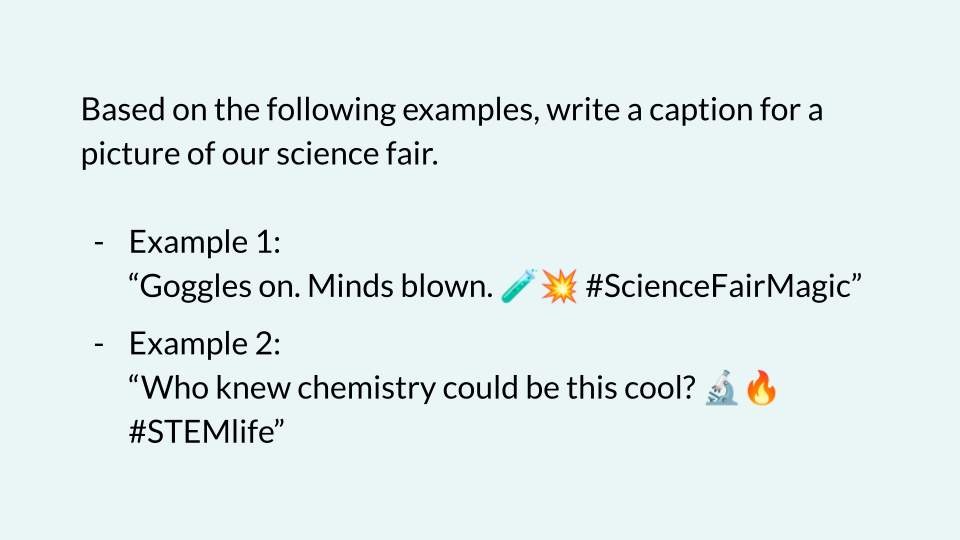 Based on the following examples, write a caption for a
picture of our science fair.
- Example 1:
“Goggles on. Minds blown. 🧪💥 #ScienceFairMagic”
- Example 2:
“Who knew chemistry could be this cool? 🔬🔥
#STEMlife”